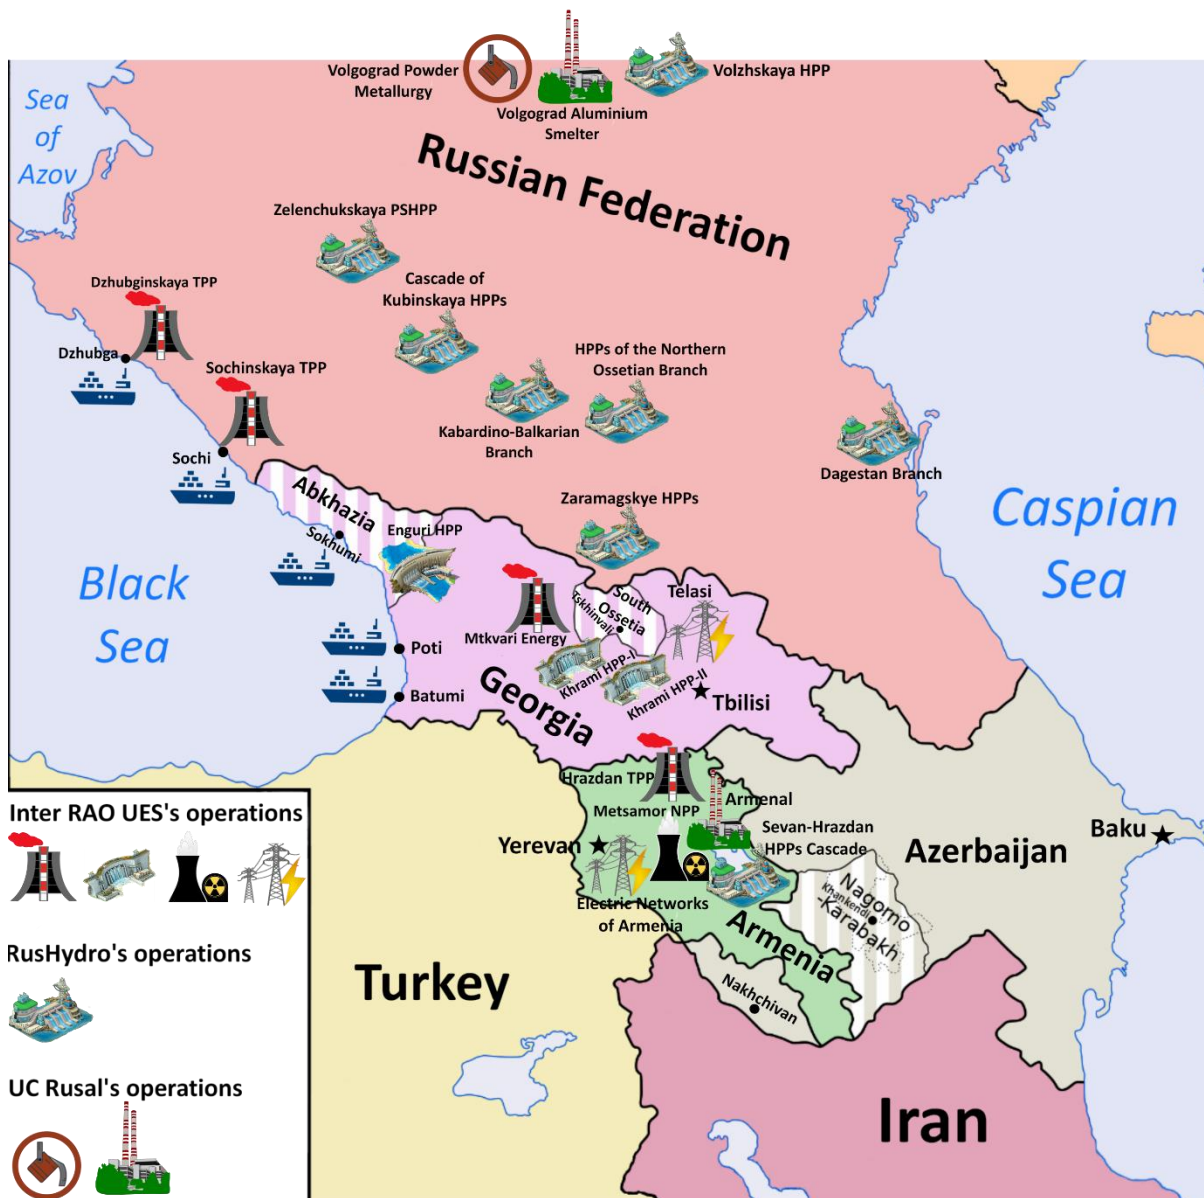 Volgograd Powder
Metallurgy
Volgograd Aluminium
Smelter
Volzhskaya HPP
Sea
of
Azov
Russian Federation
Zelenchukskaya PSHPP
Dzhubginskaya TPP
Cascade of
Kubinskaya HPPs
Dzhubga
Sochinskaya TPP
HPPs of the Northern
Ossetian Branch
Kabardino-Balkarian
Branch
Dagestan Branch
Sochi
Abkhazia
Sokhumi
Enguri HPP
Zaramagskye HPPs
Caspian
Sea
Black
Sea
South
Ossetia
Tskhinvali
Telasi
Mtkvari Energy
Poti
Khrami HPP-I
Khrami HPP-II
Batumi
Georgia
Tbilisi
Hrazdan TPP
Armenal
Metsamor NPP
Sevan-Hrazdan
HPPs Cascade
Yerevan
Azerbaijan
Baku
Electric Networks
of Armenia
Armenia
Nagorno
Khankendi
-Karabakh
Nakhchivan
Turkey
Iran
Inter RAO UES's operations
RusHydro's operations
UC Rusal's operations